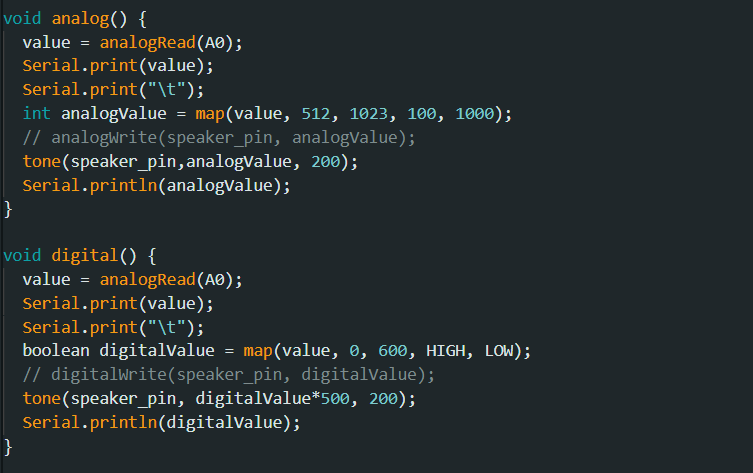 void analog() {
  value = analogRead(A0);
  Serial.print(value);
  Serial.print("\t");
  int analogValue = map(value, 512, 1023, 100, 1000);
  // analogWrite(speaker_pin, analogValue);
  tone(speaker_pin,analogValue, 200);
  Serial.println(analogValue);
}

void digital() {
  value = analogRead(A0);
  Serial.print(value);
  Serial.print("\t");
  boolean digitalValue = map(value, 0, 600, HIGH, LOW);
  // digitalWrite(speaker_pin, digitalValue);
  tone(speaker_pin, digitalValue*500, 200);
  Serial.println(digitalValue);
}